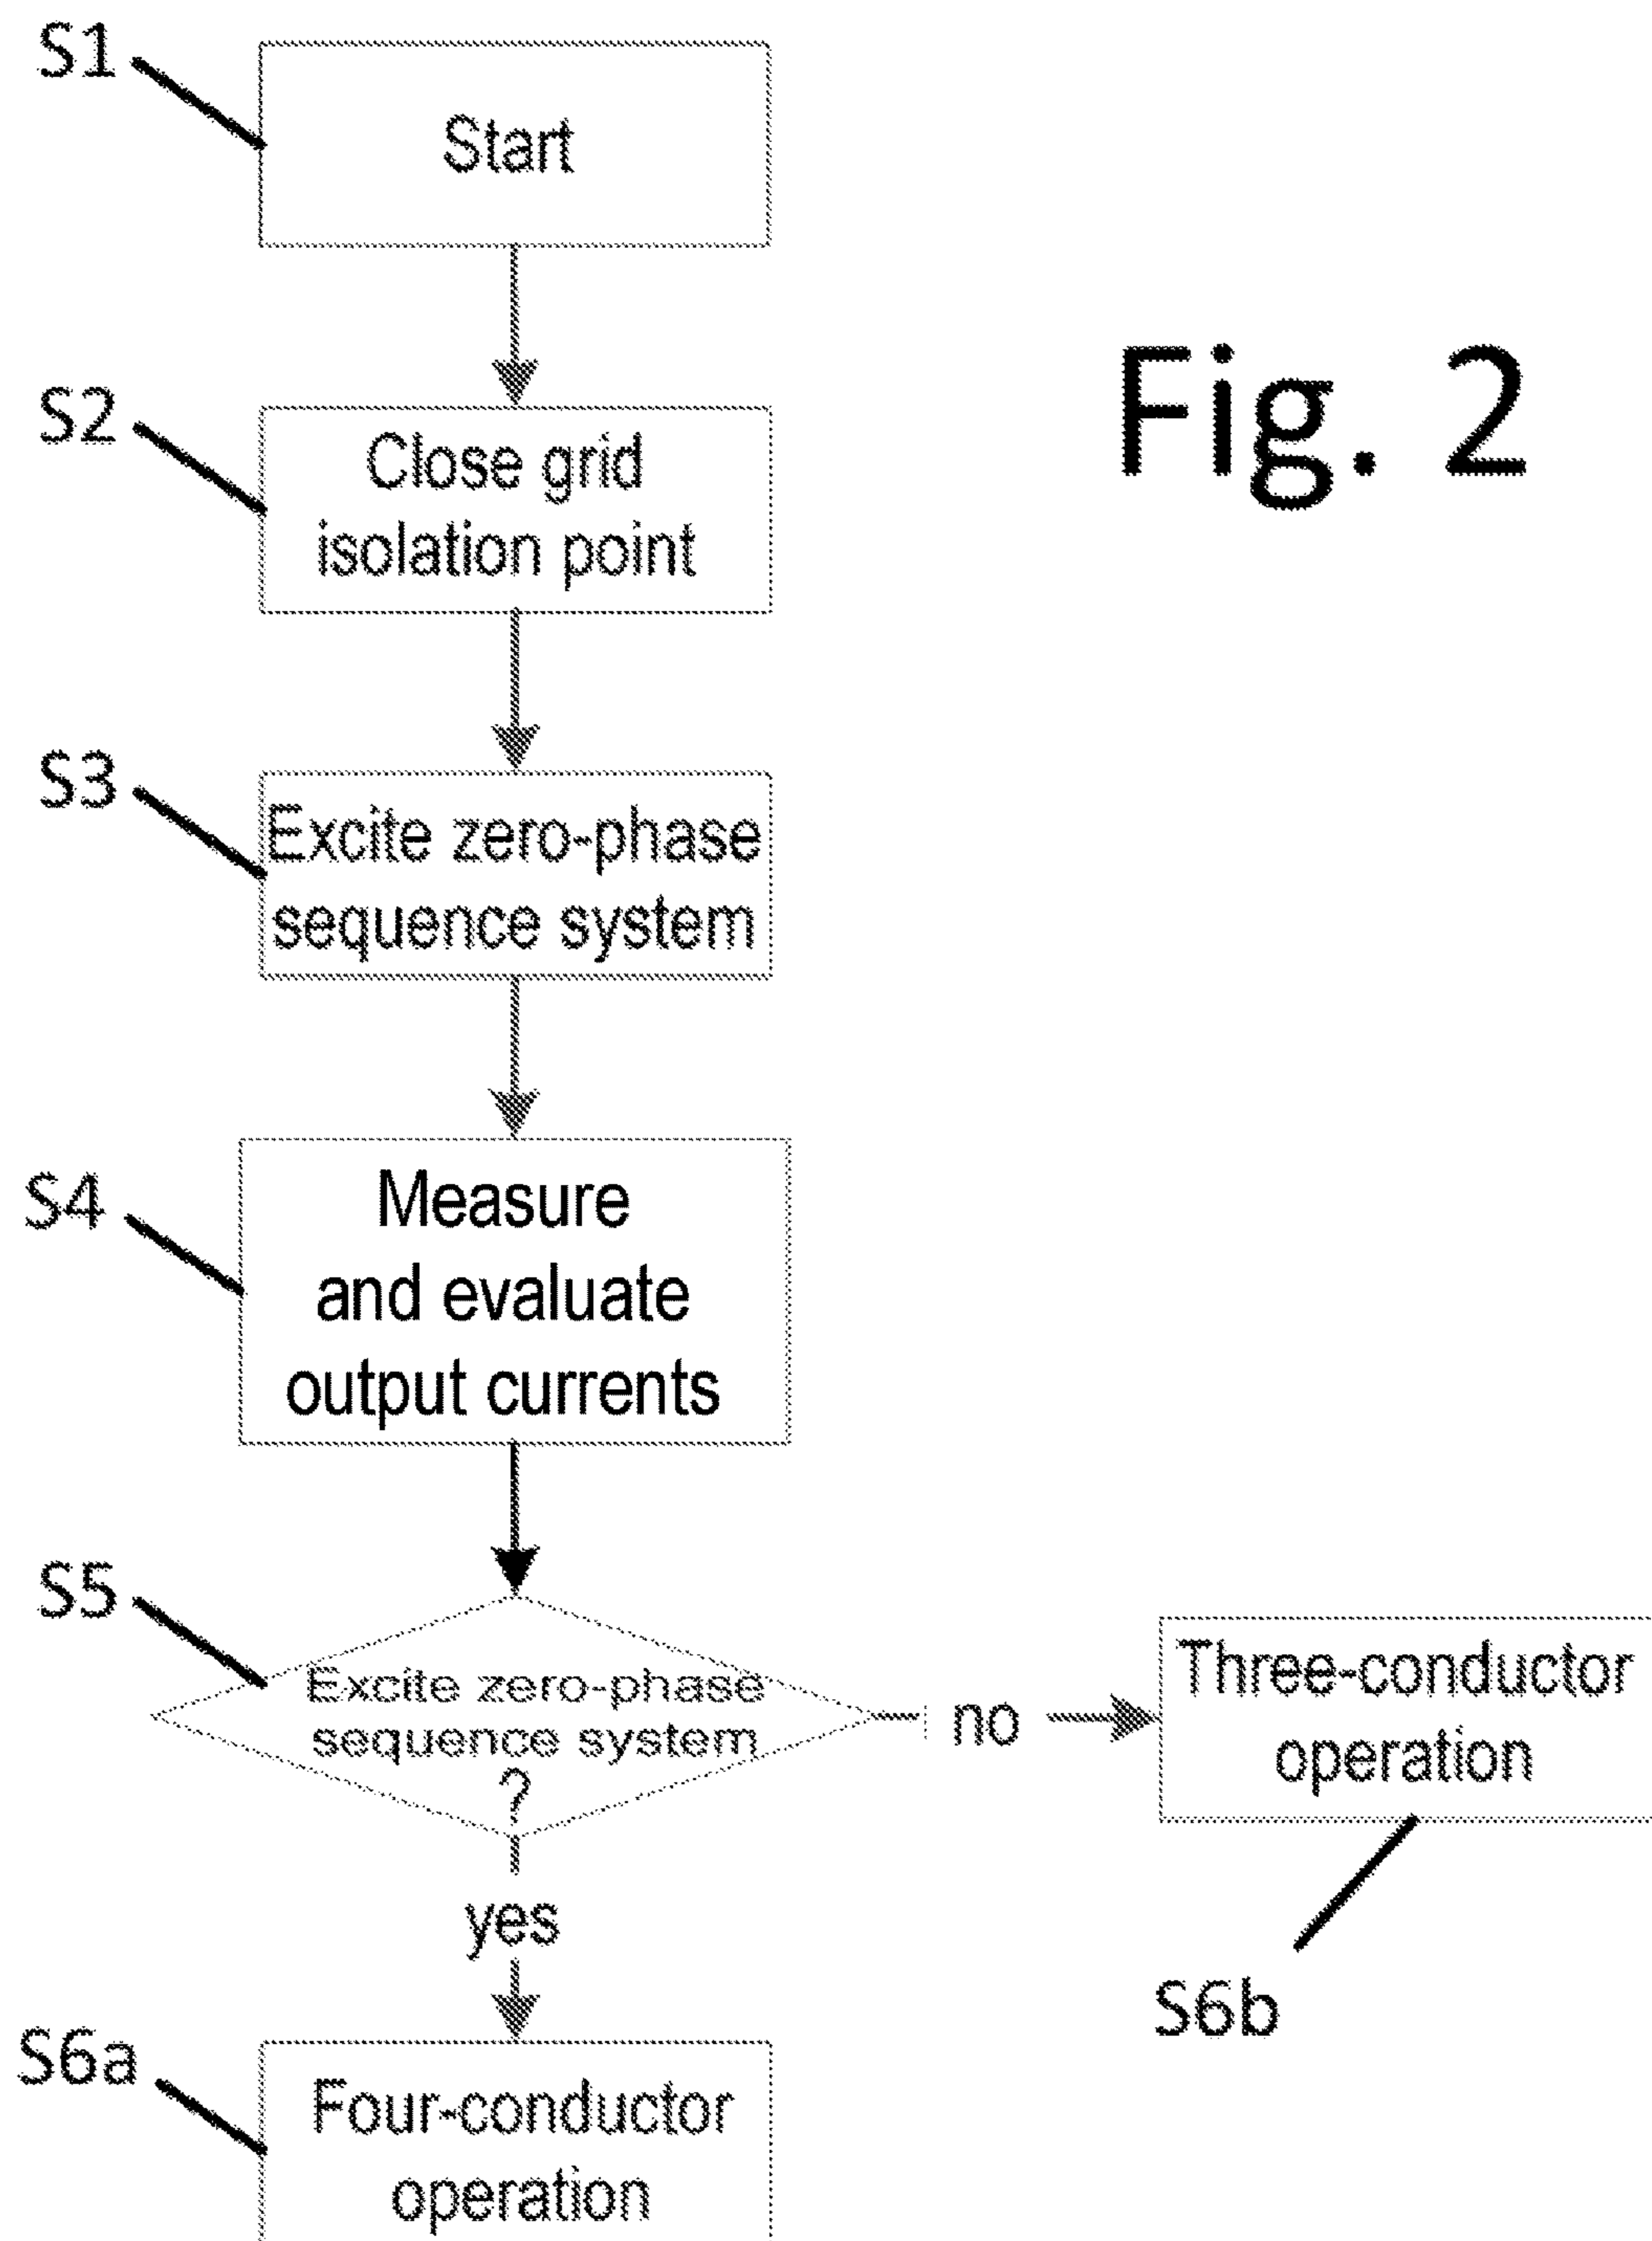 S1
Start
Fig. 2
S2
Close grid
isolation point
S3
Excite zero-phase
sequence system
S4
Measure
and evaluate
output currents
S5
Excite zero-phase
sequence system
?
no
Three-conductor
operation
yes
S6b
S6a
Four-conductor
operation